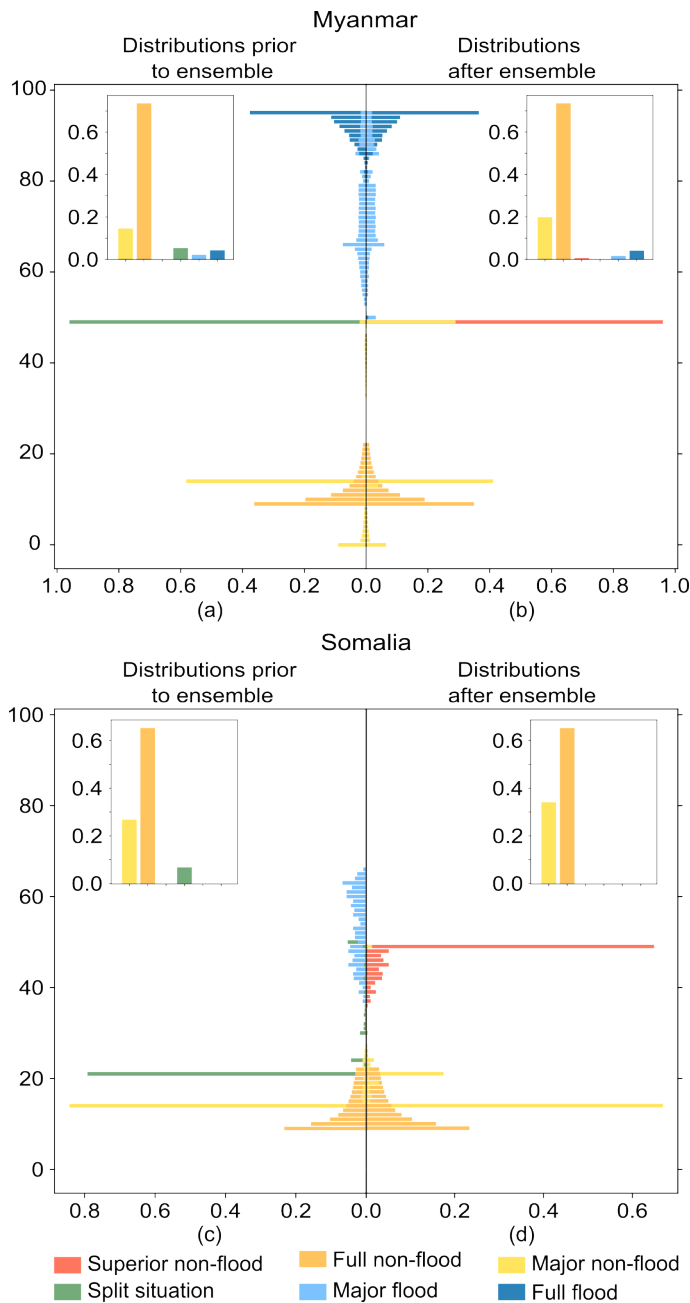 Myanmar
Distributions prior
to ensemble
Distributions
after ensemble
100
80
60
40
20
0
0.6
0.4
0.2
0.0
0.6
0.4
0.2
0.0
1.0 0.8 0.6 0.4 0.2 0.0 0.2 0.4 0.6 0.8 1.0
(a) (b)
Somalia
Distributions prior
to ensemble
Distributions
after ensemble
100
80
60
40
20
0
0.6
0.4
0.2
0.0
0.6
0.4
0.2
0.0
0.8 0.6 0.4 0.2 0.0 0.2 0.4 0.6
(c) (d)
Superior non-flood Full non-flood Major non-flood
Split situation Major flood Full flood